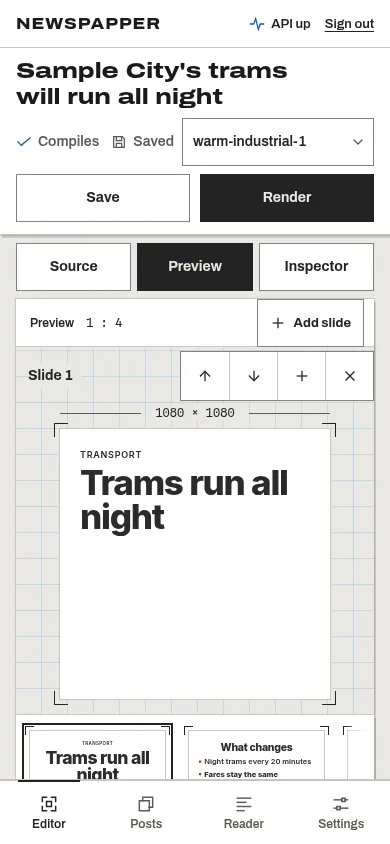 NEWSPAPPER
API up
Sign out
Sample City's trams
will run all night
Compiles
Saved
warm-industrial-1
Save
Render
Source
Preview
Inspector
Preview 1 : 4
Add slide
Slide 1
1080 × 1080
TRANSPORT
Trams run all
night
TRANSPORT
Trams run all
night
What changes
• Night trams every 20 minutes
• Fares stay the same
Editor
Posts
Reader
Settings